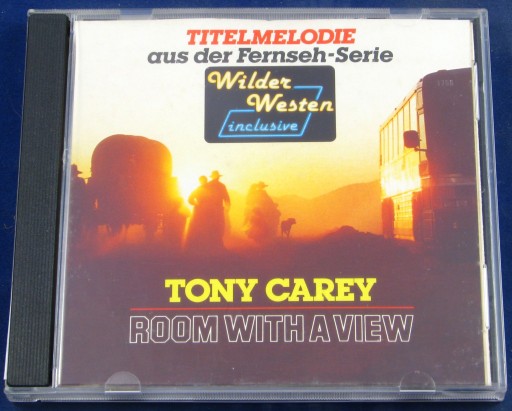 TITELMELODIE
aus der Fernseh-Serie
Wilder
Westen
inclusive
TONY CAREY
ROOM WITH A VIEW